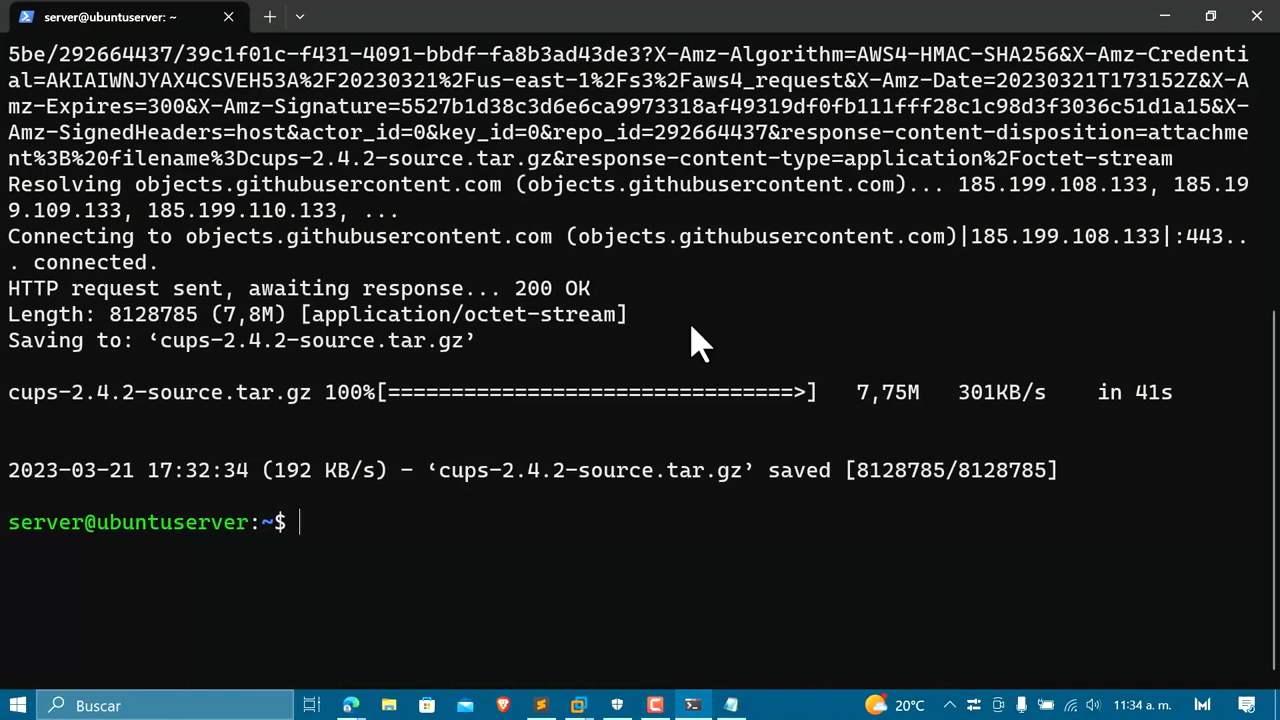 server@ubuntuserver: ~
5be/292664437/39c1f01c-f431-4091-bbdf-fa8b3ad43de3?X-Amz-Algorithm=AWS4-HMAC-SHA256&X-Amz-Credenti
al=AKIAIWNJYAX4CSVEH53A%2F20230321%2Fus-east-1%2Fs3%2Faws4_request&X-Amz-Date=20230321T173152Z&X-A
mz-Expires=300&X-Amz-Signature=5527b1d38c3d6e6ca9973318af49319df0fb111fff28c1c98d3f3036c51d1a15&X-
Amz-SignedHeaders=host&actor_id=0&key_id=0&repo_id=292664437&response-content-disposition=attachme
nt%3B%20filename%3Dcups-2.4.2-source.tar.gz&response-content-type=application%2Foctet-stream
Resolving objects.githubusercontent.com (objects.githubusercontent.com)... 185.199.108.133, 185.19
9.109.133, 185.199.110.133, ...
Connecting to objects.githubusercontent.com (objects.githubusercontent.com)|185.199.108.133|:443..
. connected.
HTTP request sent, awaiting response... 200 OK
Length: 8128785 (7,8M) [application/octet-stream]
Saving to: ‘cups-2.4.2-source.tar.gz’
cups-2.4.2-source.tar.gz 100%[================================>] 7,75M 301KB/s in 41s
2023-03-21 17:32:34 (192 KB/s) - ‘cups-2.4.2-source.tar.gz’ saved [8128785/8128785]
server@ubuntuserver:~$
Buscar 20°C 11:34 a. m.